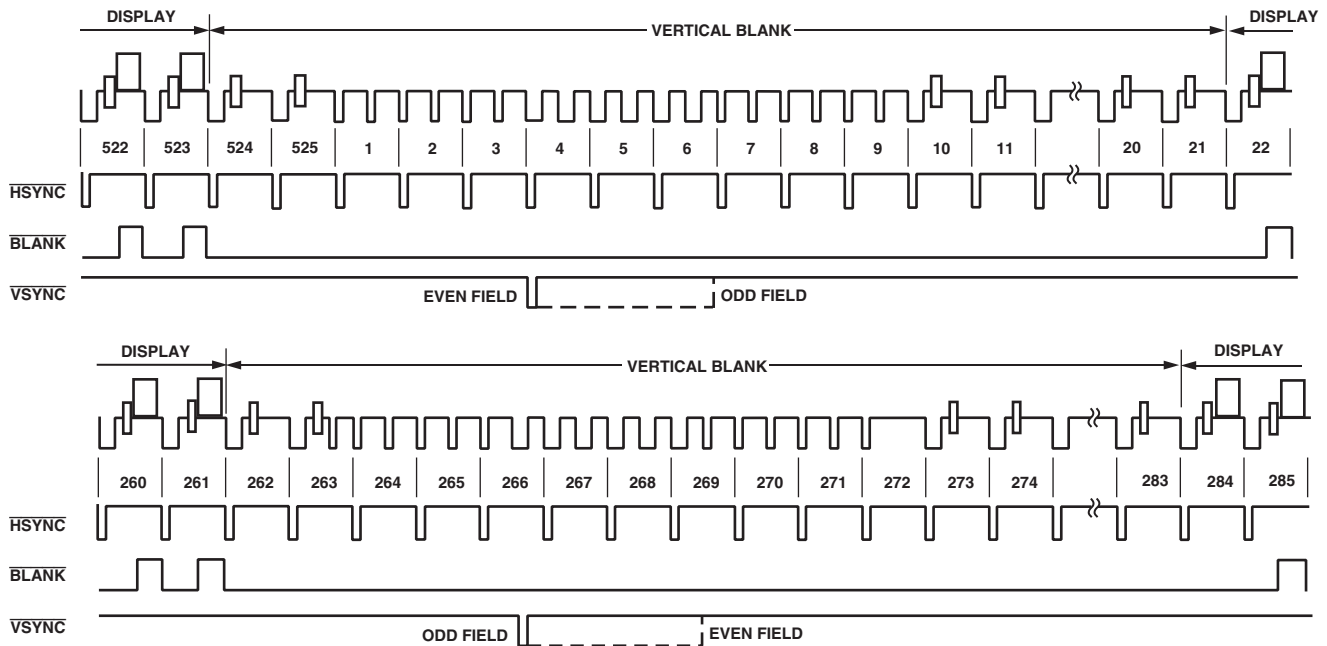 DISPLAY VERTICAL BLANK DISPLAY
522 523 524 525 1 2 3 4 5 6 7 8 9 10 11 20 21 22
HSYNC
BLANK
VSYNC
EVEN FIELD ODD FIELD
DISPLAY VERTICAL BLANK DISPLAY
260 261 262 263 264 265 266 267 268 269 270 271 272 273 274 283 284 285
HSYNC
BLANK
VSYNC
ODD FIELD EVEN FIELD